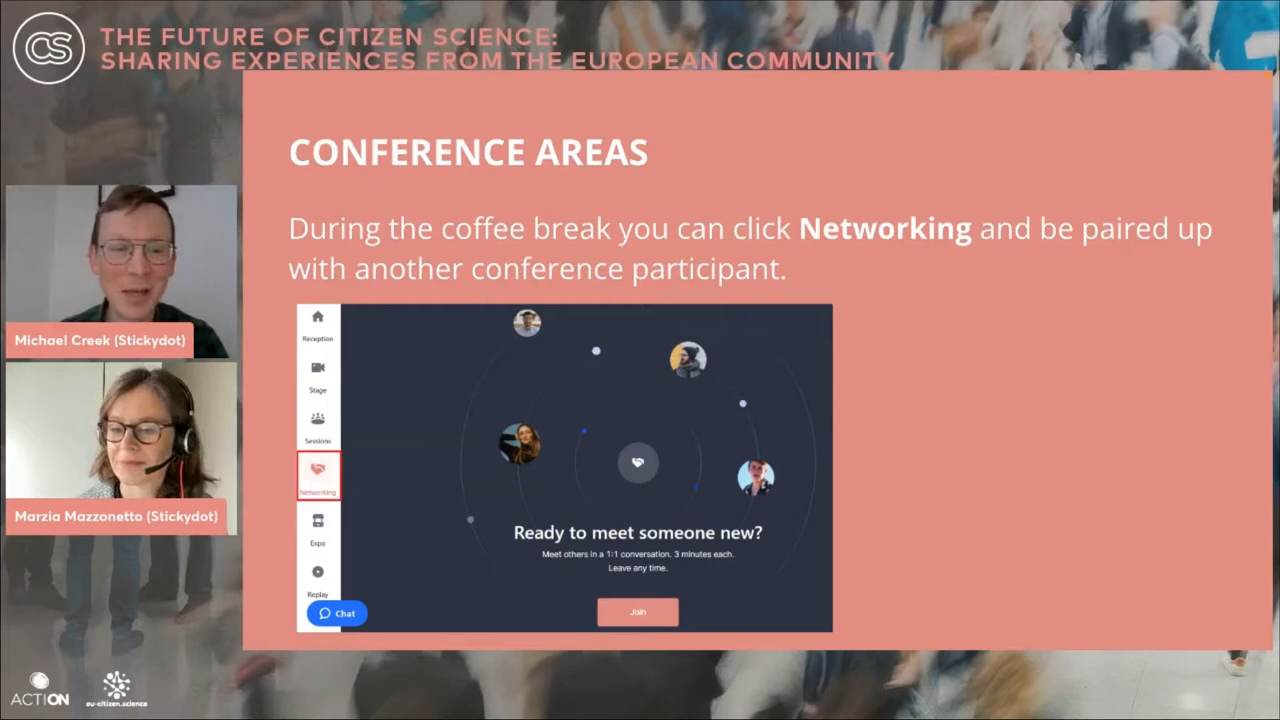 CS
THE FUTURE OF CITIZEN SCIENCE:
SHARING EXPERIENCES FROM THE EUROPEAN COMMUNITY
CONFERENCE AREAS
During the coffee break you can click Networking and be paired up
with another conference participant.
Michael Creek (Stickydot)
Marzia Mazzonetto (Stickydot)
Reception
Stage
Sessions
Networking
Expo
Replay
Chat
Ready to meet someone new?
Meet others in a 1:1 conversation. 3 minutes each.
Leave any time.
Join
ACTION
eu-citizen.science